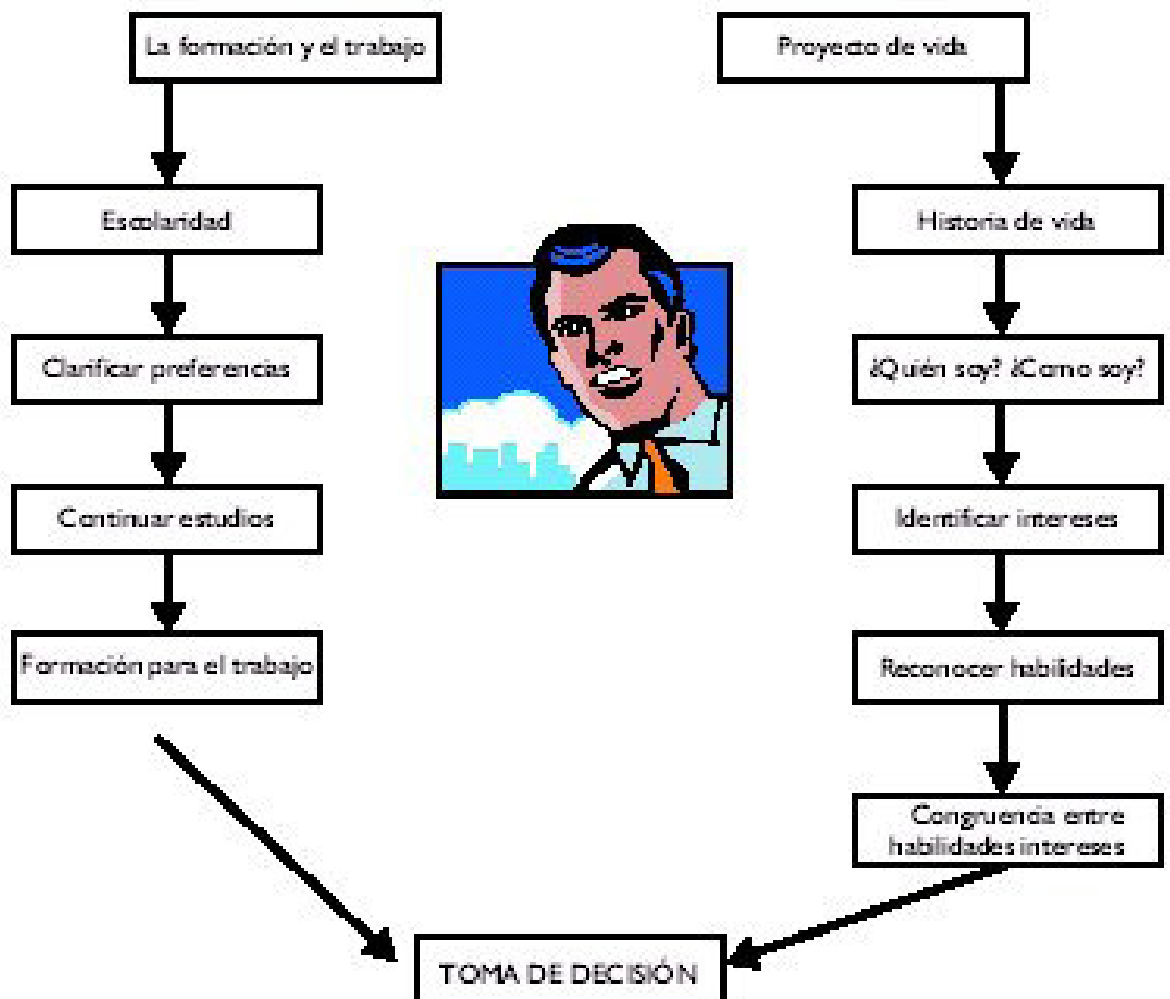 La formación y el trabajo
Proyecto de vida
Escolaridad
Historia de vida
Clarificar preferencias
¿Quién soy? ¿Como soy?
Continuar estudios
Identificar intereses
Formación para el trabajo
Reconocer habilidades
Congruencia entre
habilidades intereses
TOMA DE DECISIÓN